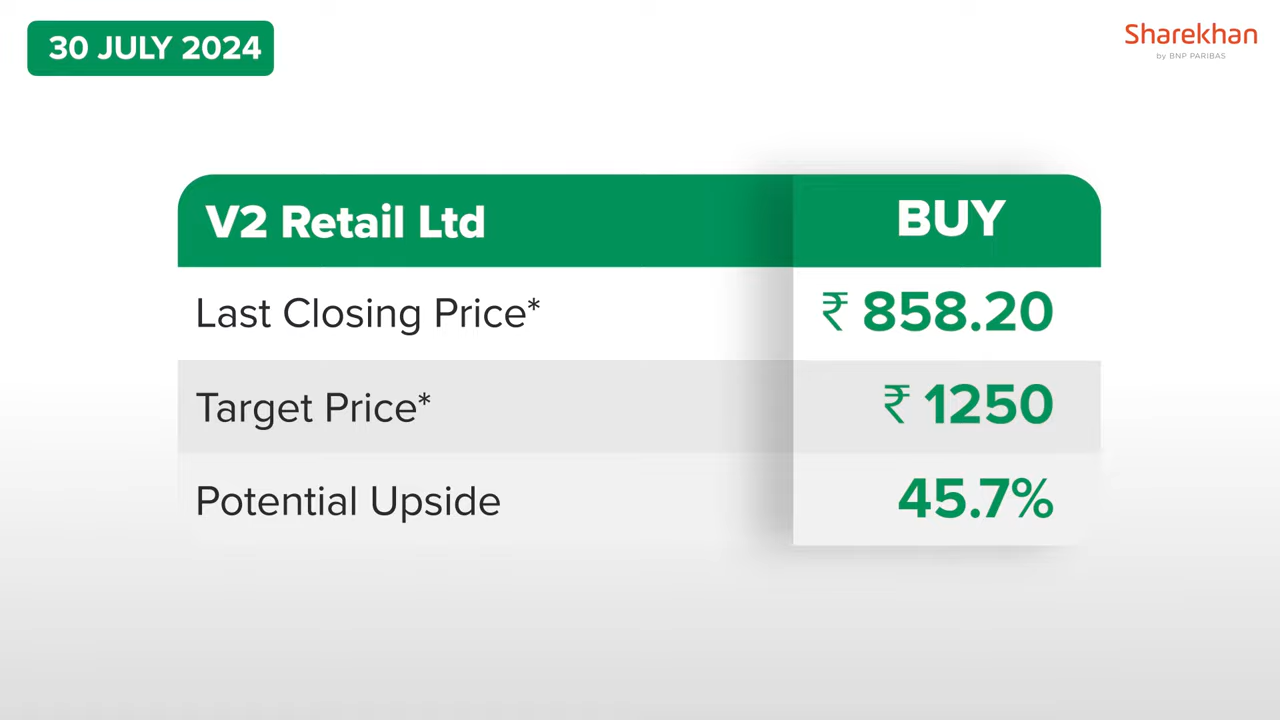 30 JULY 2024
Sharekhan
by BNP PARIBAS
V2 Retail Ltd BUY
Last Closing Price* ₹ 858.20
Target Price* ₹ 1250
Potential Upside 45.7%